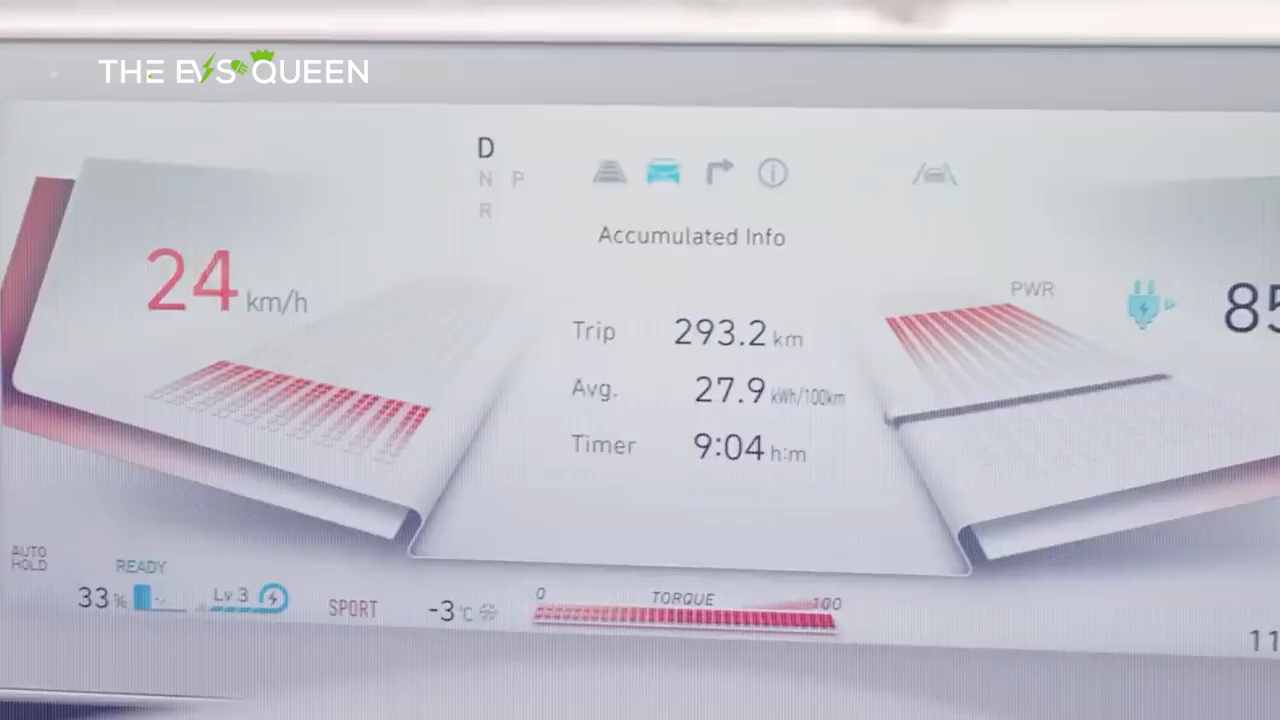 THE EVS QUEEN
D
N P
R
Accumulated Info
24 km/h
PWR
85
Trip 293.2 km
Avg. 27.9 kWh/100km
Timer 9:04 h:m
AUTO HOLD
READY
33 %
Lv 3
SPORT
-3 °C
0 TORQUE 100
11